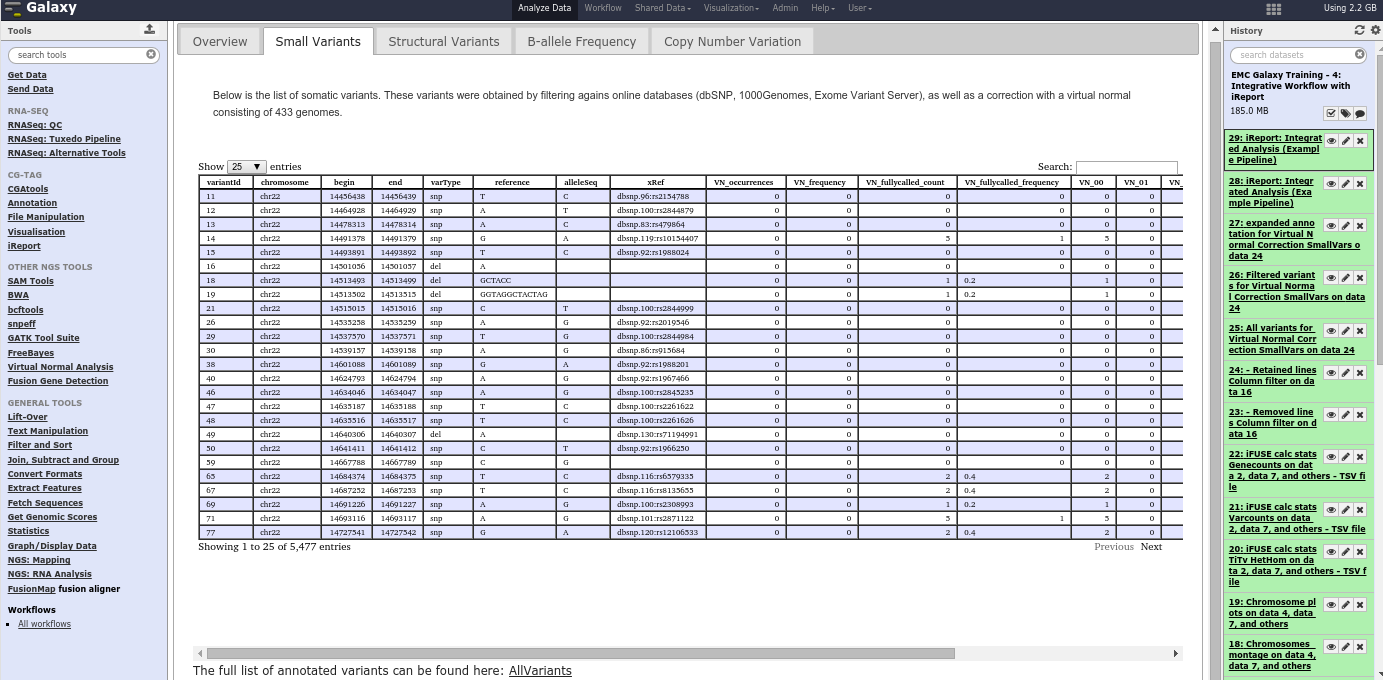 Galaxy
Analyze Data Workflow Shared Data Visualization Admin Help User
Using 2.2 GB
Tools
search tools
Get Data
Send Data
RNA-SEQ
RNASeq: QC
RNASeq: Tuxedo Pipeline
RNASeq: Alternative Tools
CG-TAG
CGAtools
Annotation
File Manipulation
Visualisation
iReport
OTHER NGS TOOLS
SAM Tools
BWA
bcftools
snpeff
GATK Tool Suite
FreeBayes
Virtual Normal Analysis
Fusion Gene Detection
GENERAL TOOLS
Lift-Over
Text Manipulation
Filter and Sort
Join, Subtract and Group
Convert Formats
Extract Features
Fetch Sequences
Get Genomic Scores
Statistics
Graph/Display Data
NGS: Mapping
NGS: RNA Analysis
FusionMap fusion aligner
Workflows
All workflows
Overview Small Variants Structural Variants B-allele Frequency Copy Number Variation
Below is the list of somatic variants. These variants were obtained by filtering agains online databases (dbSNP, 1000Genomes, Exome Variant Server), as well as a correction with a virtual normal
consisting of 433 genomes.
Show 25 entries
Search:
variantId chromosome begin end varType reference alleleSeq xRef VN_occurrences VN_frequency VN_fullycalled_count VN_fullycalled_frequency VN_00 VN_01 VN_
11 chr22 14456438 14456439 snp T C dbsnp.96:rs2154788 0 0 0 0 0 0
12 chr22 14464928 14464929 snp A T dbsnp.100:rs2844879 0 0 0 0 0 0
13 chr22 14478313 14478314 snp A C dbsnp.83:rs479864 0 0 0 0 0 0
14 chr22 14491378 14491379 snp G A dbsnp.119:rs10154407 0 0 5 1 5 0
15 chr22 14493891 14493892 snp T C dbsnp.92:rs1988024 0 0 0 0 0 0
16 chr22 14501056 14501057 del A 0 0 0 0 0 0
18 chr22 14513493 14513499 del GCTACC 0 0 1 0.2 1 0
19 chr22 14513502 14513515 del GGTAGGCTACTAG 0 0 1 0.2 1 0
21 chr22 14515015 14515016 snp C T dbsnp.100:rs2844999 0 0 0 0 0 0
26 chr22 14535258 14535259 snp A G dbsnp.92:rs2019546 0 0 0 0 0 0
29 chr22 14537570 14537571 snp T G dbsnp.100:rs2844984 0 0 0 0 0 0
30 chr22 14539157 14539158 snp A G dbsnp.86:rs915684 0 0 0 0 0 0
38 chr22 14601088 14601089 snp G A dbsnp.92:rs1988201 0 0 0 0 0 0
40 chr22 14624793 14624794 snp A G dbsnp.92:rs1967466 0 0 0 0 0 0
46 chr22 14634046 14634047 snp A G dbsnp.100:rs2845235 0 0 0 0 0 0
47 chr22 14635187 14635188 snp T C dbsnp.100:rs2261622 0 0 0 0 0 0
48 chr22 14635516 14635517 snp T C dbsnp.100:rs2261626 0 0 0 0 0 0
49 chr22 14640306 14640307 del A dbsnp.130:rs71194991 0 0 0 0 0 0
50 chr22 14641411 14641412 snp C T dbsnp.92:rs1966250 0 0 0 0 0 0
59 chr22 14667788 14667789 snp C G 0 0 0 0 0 0
65 chr22 14684374 14684375 snp T C dbsnp.116:rs6579335 0 0 2 0.4 2 0
67 chr22 14687252 14687253 snp T C dbsnp.116:rs8135655 0 0 2 0.4 2 0
69 chr22 14691226 14691227 snp A G dbsnp.100:rs2308993 0 0 1 0.2 1 0
71 chr22 14693116 14693117 snp A G dbsnp.101:rs2871122 0 0 5 1 5 0
77 chr22 14727541 14727542 snp G A dbsnp.120:rs12106533 0 0 2 0.4 2 0
Showing 1 to 25 of 5,477 entries
Previous Next
The full list of annotated variants can be found here: AllVariants
History
search datasets
EMC Galaxy Training - 4:
Integrative Workflow with
iReport
185.0 MB
29: iReport: Integrat
ed Analysis (Exampl
e Pipeline)
28: iReport: Integr
ated Analysis (Exa
mple Pipeline)
27: expanded anno
tation for Virtual N
ormal Correction SmallVars o
data 24
26: Filtered variant
s for Virtual Norma
l Correction SmallVars on data
24
25: All variants for
Virtual Normal Corr
ection SmallVars on data 24
24: - Retained lines
Column filter on da
ta 16
23: - Removed line
s Column filter on d
ata 16
22: iFUSE calc stats
Genecounts on dat
a 2, data 7, and others - TSV fi
le
21: iFUSE calc stats
Varcounts on data
2, data 7, and others - TSV file
20: iFUSE calc stats
TiTv HetHom on da
ta 2, data 7, and others - TSV f
ile
19: Chromosome pl
ots on data 4, data
7, and others
18: Chromosomes
montage on data 4,
data 7, and others